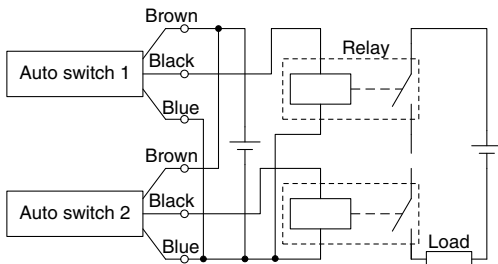 Brown
Relay
Auto switch 1
Black
Blue
Brown
Auto switch 2
Black
Blue
Load